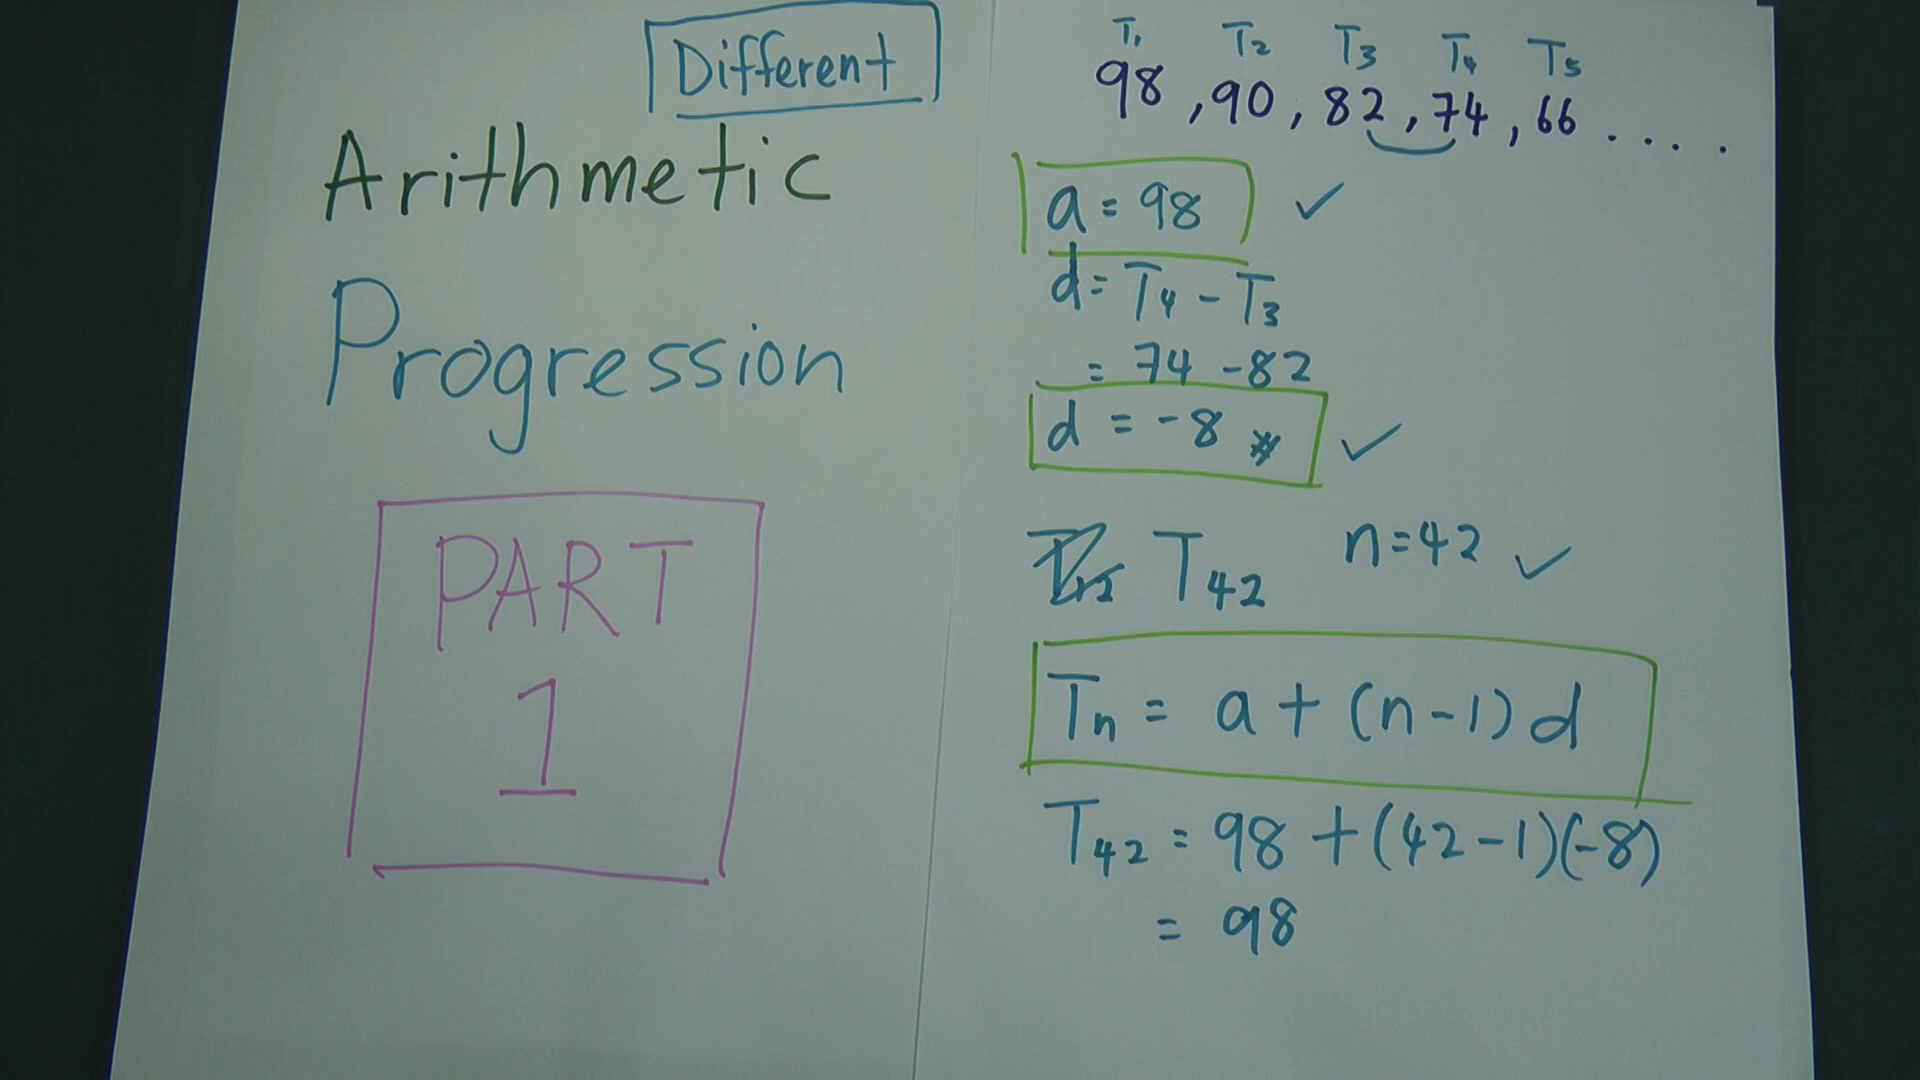 Different
Arithmetic
Progression
PART
1
T1 T2 T3 T4 T5
98 , 90 , 82 , 74 , 66 . . . . .
a = 98 ✓
d = T4 - T3
= 74 - 82
d = -8 ✓
T42 n = 42 ✓
Tn = a + (n-1) d
T42 = 98 + (42-1)(-8)
= 98